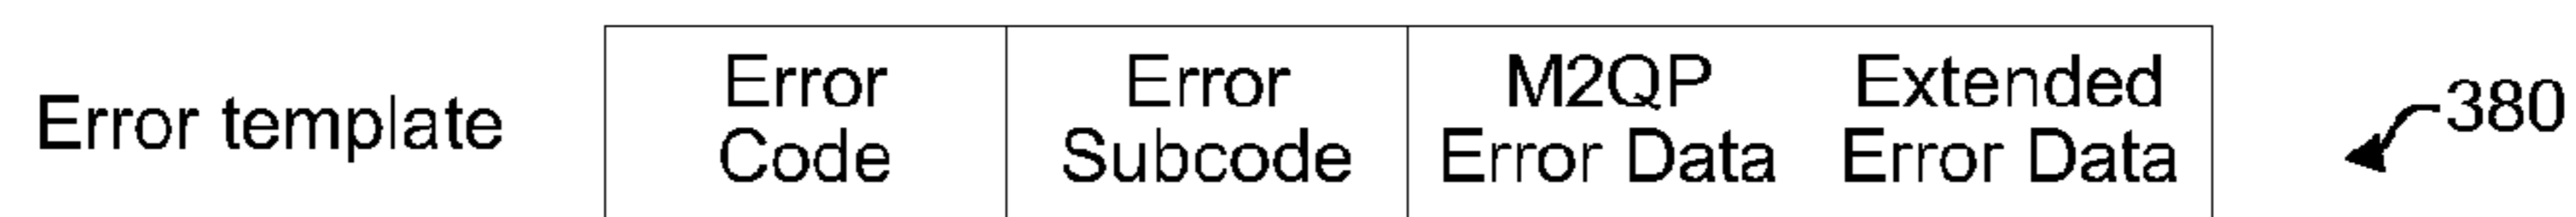 Error template
Error
Code
Error
Subcode
M2QP
Error Data
Extended
Error Data
380